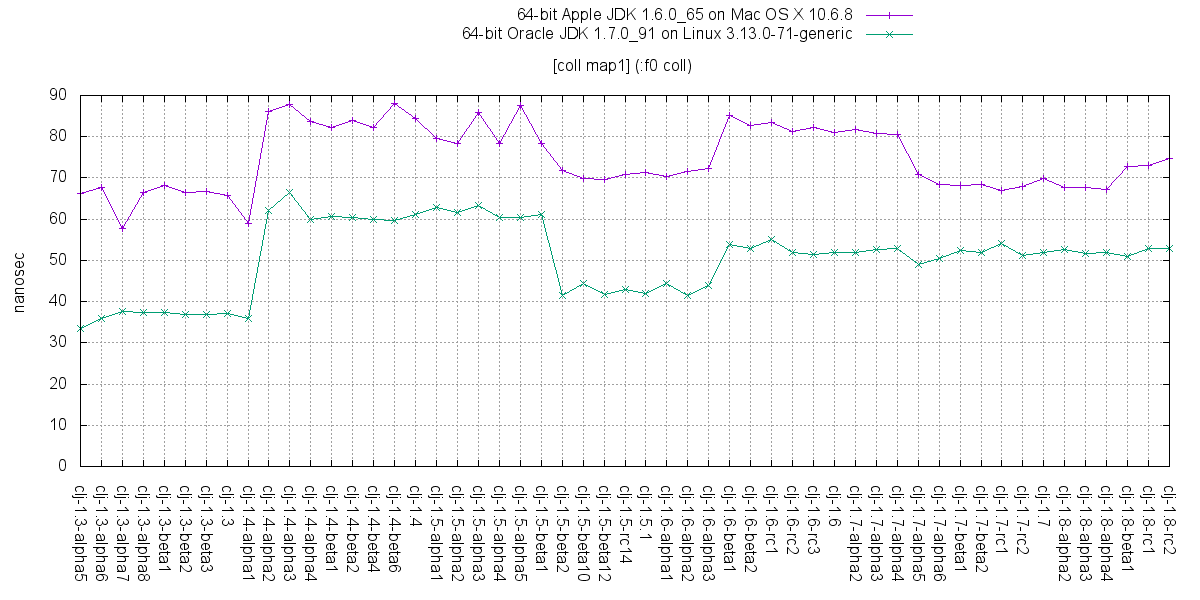 64-bit Apple JDK 1.6.0_65 on Mac OS X 10.6.8
64-bit Oracle JDK 1.7.0_91 on Linux 3.13.0-71-generic
[coll map1] (:f0 coll)
90
80
70
60
50
40
30
20
10
0
nanosec
clj-1.3-alpha5
clj-1.3-alpha6
clj-1.3-alpha7
clj-1.3-alpha8
clj-1.3-beta1
clj-1.3-beta2
clj-1.3-beta3
clj-1.3
clj-1.4-alpha1
clj-1.4-alpha2
clj-1.4-alpha3
clj-1.4-alpha4
clj-1.4-beta1
clj-1.4-beta2
clj-1.4-beta4
clj-1.4-beta6
clj-1.4
clj-1.5-alpha1
clj-1.5-alpha2
clj-1.5-alpha3
clj-1.5-alpha4
clj-1.5-alpha5
clj-1.5-beta1
clj-1.5-beta2
clj-1.5-beta10
clj-1.5-beta12
clj-1.5-rc14
clj-1.5.1
clj-1.6-alpha1
clj-1.6-alpha2
clj-1.6-alpha3
clj-1.6-beta1
clj-1.6-beta2
clj-1.6-rc1
clj-1.6-rc2
clj-1.6-rc3
clj-1.6
clj-1.7-alpha2
clj-1.7-alpha3
clj-1.7-alpha4
clj-1.7-alpha5
clj-1.7-alpha6
clj-1.7-beta1
clj-1.7-beta2
clj-1.7-rc1
clj-1.7-rc2
clj-1.7
clj-1.8-alpha2
clj-1.8-alpha3
clj-1.8-alpha4
clj-1.8-beta1
clj-1.8-rc1
clj-1.8-rc2